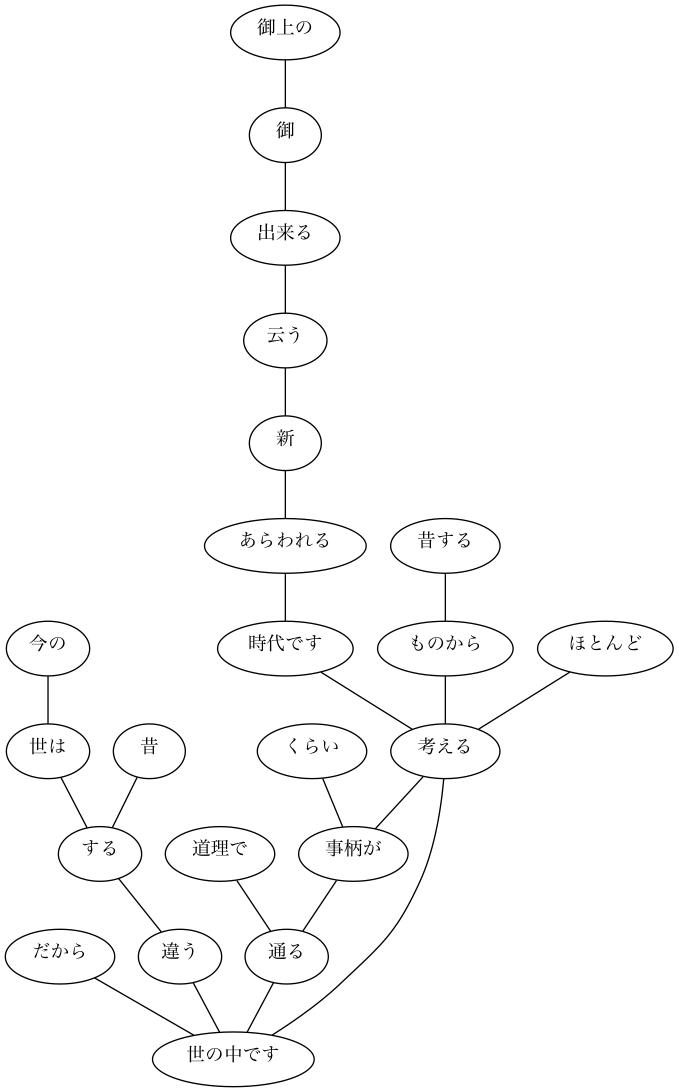 御上の
御
出来る
云う
新
あらわれる
昔する
今の
時代です
ものから
ほとんど
世は
昔
くらい
考える
する
道理で
事柄が
だから
違う
通る
世の中です